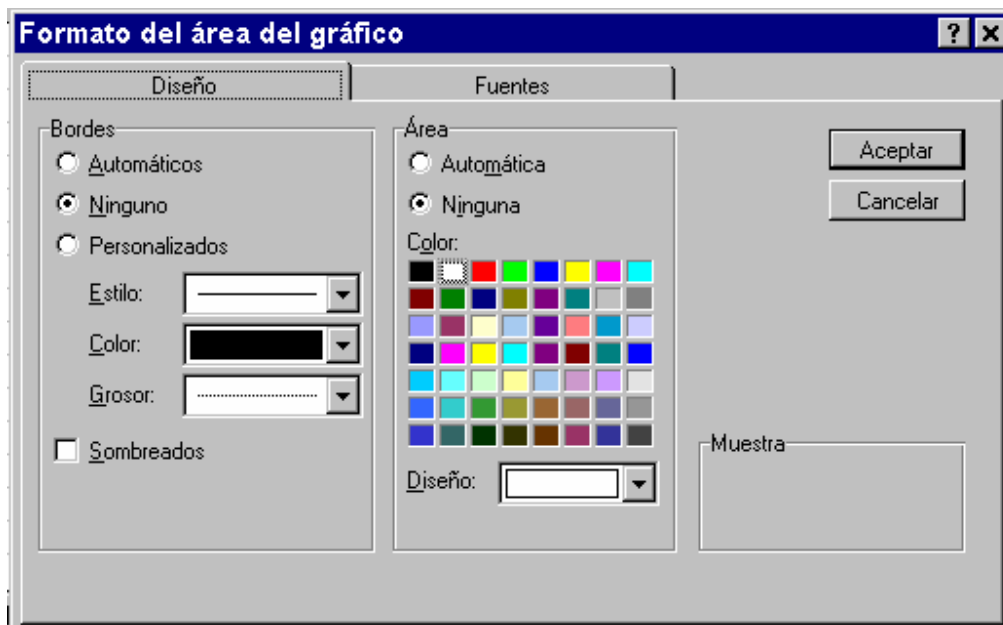 Formato del área del gráfico
Diseño
Fuentes
Bordes
Automáticos
Ninguno
Personalizados
Estilo:
Color:
Grosor:
Sombreados
Área
Automática
Ninguna
Color:
Diseño:
Aceptar
Cancelar
Muestra